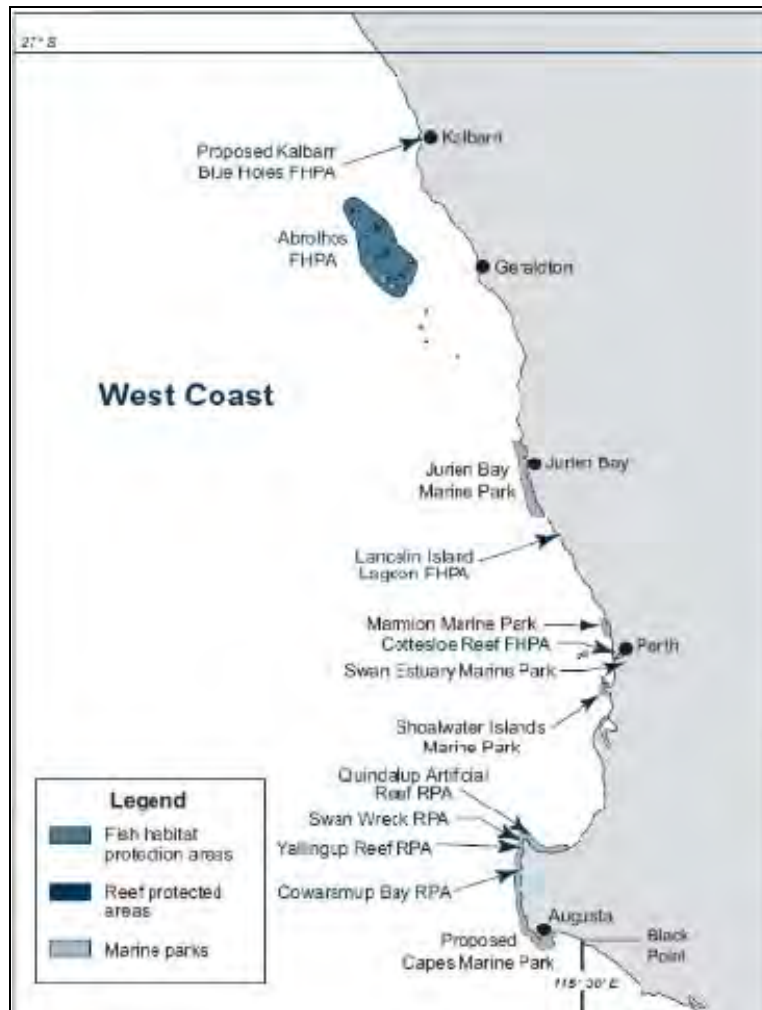 27° S
Kalbarri
Proposed Kalbarri
Blue Holes FHPA
Abrolhos
FHPA
Geraldton
West Coast
Jurien Bay
Jurien Bay
Marine Park
Lancelin Island
Lagoon FHPA
Marmion Marine Park
Cottesloe Reef FHPA
Perth
Swan Estuary Marine Park
Shoalwater Islands
Marine Park
Quindalup Artificial
Reef RPA
Swan Wreck RPA
Yallingup Reef RPA
Cowaramup Bay RPA
Augusta
Proposed
Capes Marine Park
Black
Point
115° 30' E
Legend
Fish habitat
protection areas
Reef protected
areas
Marine parks